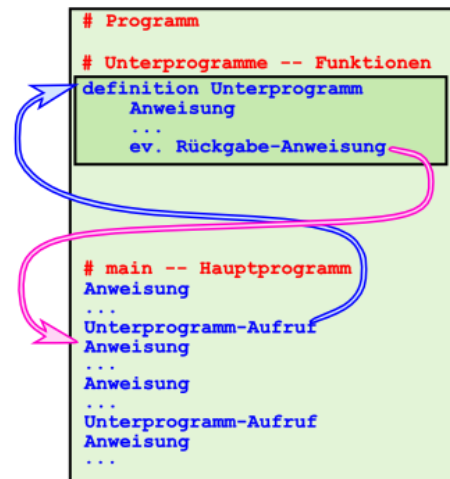 # Programm
# Unterprogramme -- Funktionen
definition Unterprogramm
Anweisung
...
ev. Rückgabe-Anweisung
# main -- Hauptprogramm
Anweisung
...
Unterprogramm-Aufruf
Anweisung
...
Anweisung
...
Unterprogramm-Aufruf
Anweisung
...